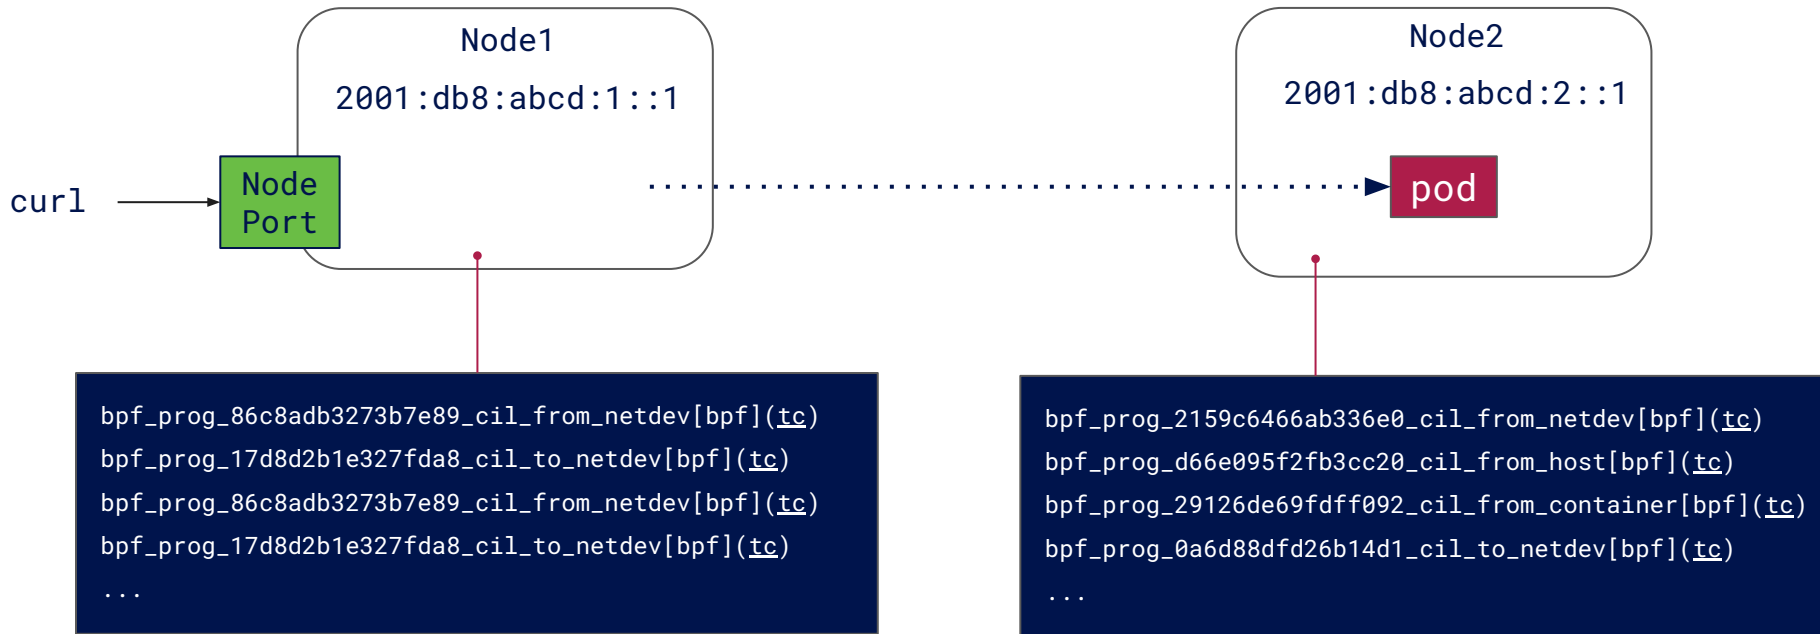 Node1
2001:db8:abcd:1::1
Node2
2001:db8:abcd:2::1
curl
Node
Port
pod
bpf_prog_86c8adb3273b7e89_cil_from_netdev[bpf](tc)
bpf_prog_17d8d2b1e327fda8_cil_to_netdev[bpf](tc)
bpf_prog_86c8adb3273b7e89_cil_from_netdev[bpf](tc)
bpf_prog_17d8d2b1e327fda8_cil_to_netdev[bpf](tc)
...
bpf_prog_2159c6466ab336e0_cil_from_netdev[bpf](tc)
bpf_prog_d66e095f2fb3cc20_cil_from_host[bpf](tc)
bpf_prog_29126de69fdff092_cil_from_container[bpf](tc)
bpf_prog_0a6d88dfd26b14d1_cil_to_netdev[bpf](tc)
...